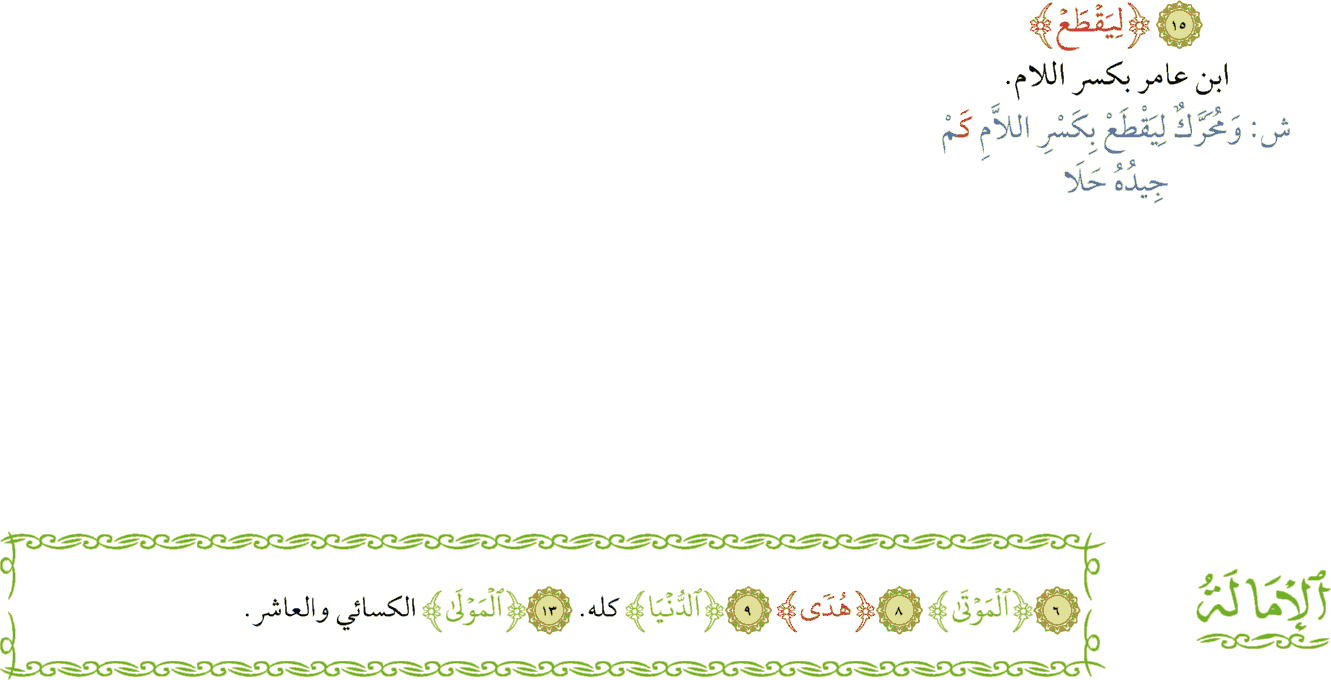 ١٥ ﴿لِيَقْطَعْ﴾
ابن عامر بكسر اللام.
ش: وَمُحَرَّكٌ لِيَقْطَعْ بِكَسْرِ اللاَّمِ كَمْ
جِيدُهُ حَلَا
ٱلْإِمَالَةُ
٦ ﴿ٱلْمَوْتَىٰ﴾ ٨ ﴿هُدًى﴾ ٩ ﴿ٱلدُّنْيَا﴾ كله. ١٣ ﴿ٱلْمَوْلَىٰ﴾ الكسائي والعاشر.